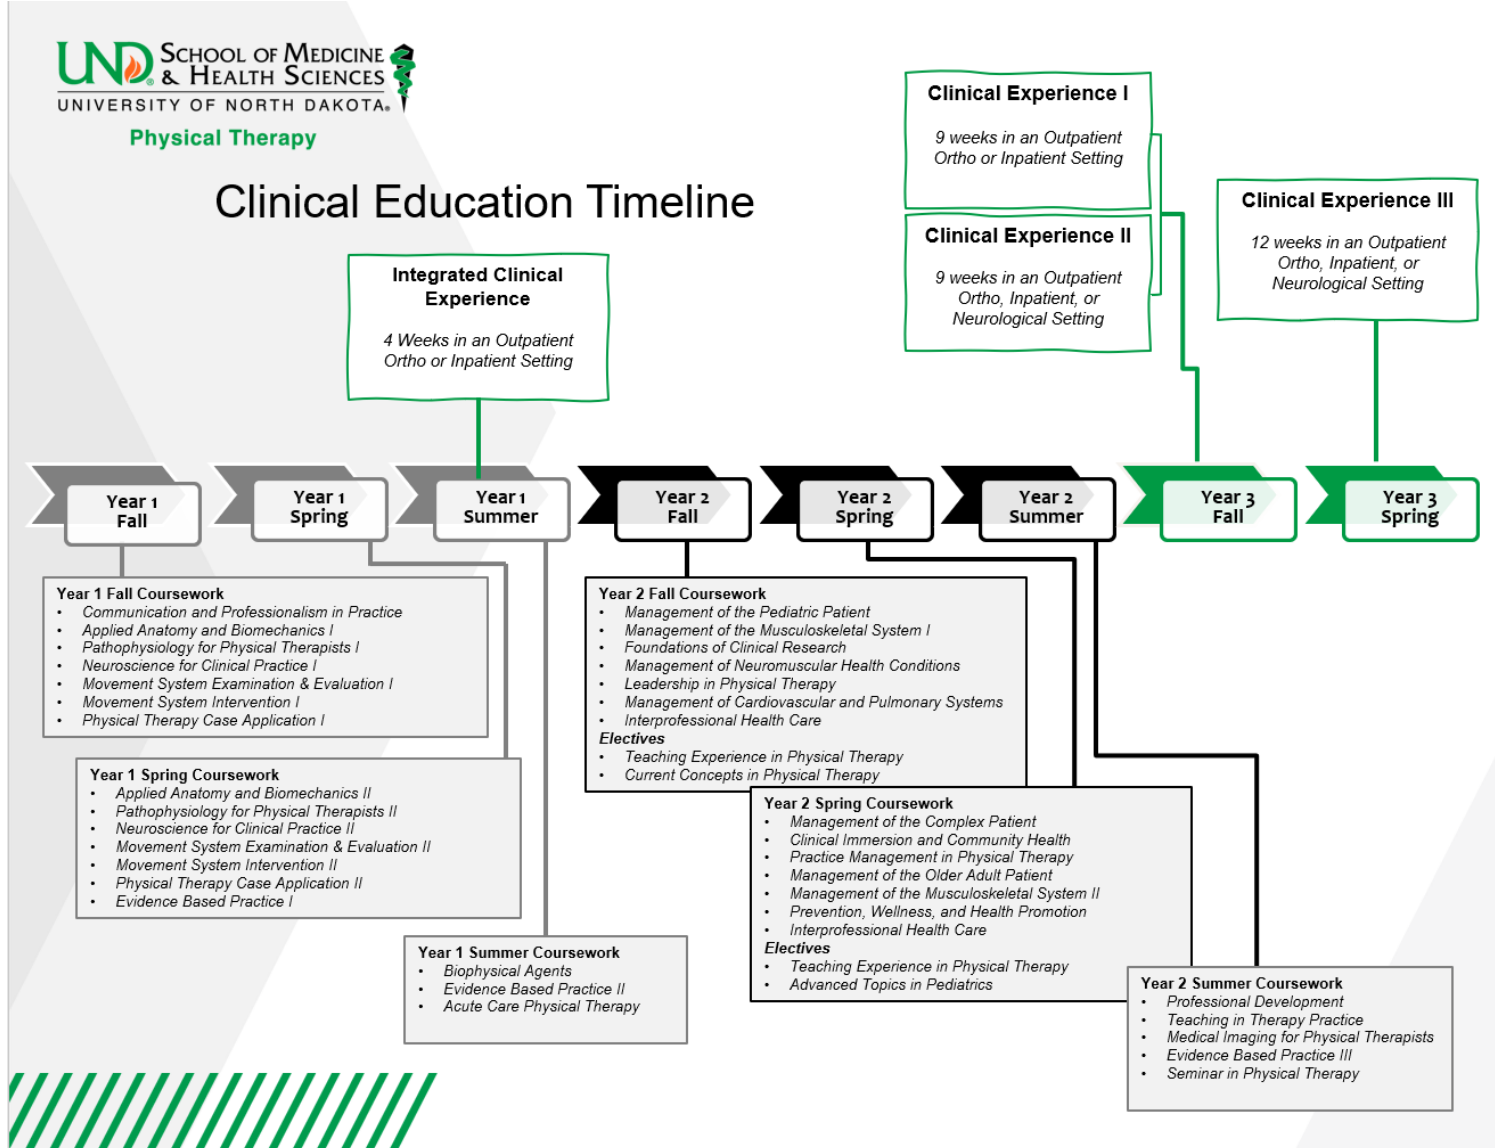 UND SCHOOL OF MEDICINE
& HEALTH SCIENCES
UNIVERSITY OF NORTH DAKOTA®
Physical Therapy
Clinical Education Timeline
Integrated Clinical
Experience
4 Weeks in an Outpatient
Ortho or Inpatient Setting
Clinical Experience I
9 weeks in an Outpatient
Ortho or Inpatient Setting
Clinical Experience II
9 weeks in an Outpatient
Ortho, Inpatient, or
Neurological Setting
Clinical Experience III
12 weeks in an Outpatient
Ortho, Inpatient, or
Neurological Setting
Year 1
Fall
Year 1
Spring
Year 1
Summer
Year 2
Fall
Year 2
Spring
Year 2
Summer
Year 3
Fall
Year 3
Spring
Year 1 Fall Coursework
• Communication and Professionalism in Practice
• Applied Anatomy and Biomechanics I
• Pathophysiology for Physical Therapists I
• Neuroscience for Clinical Practice I
• Movement System Examination & Evaluation I
• Movement System Intervention I
• Physical Therapy Case Application I
Year 1 Spring Coursework
• Applied Anatomy and Biomechanics II
• Pathophysiology for Physical Therapists II
• Neuroscience for Clinical Practice II
• Movement System Examination & Evaluation II
• Movement System Intervention II
• Physical Therapy Case Application II
• Evidence Based Practice I
Year 1 Summer Coursework
• Biophysical Agents
• Evidence Based Practice II
• Acute Care Physical Therapy
Year 2 Fall Coursework
• Management of the Pediatric Patient
• Management of the Musculoskeletal System I
• Foundations of Clinical Research
• Management of Neuromuscular Health Conditions
• Leadership in Physical Therapy
• Management of Cardiovascular and Pulmonary Systems
• Interprofessional Health Care
Electives
• Teaching Experience in Physical Therapy
• Current Concepts in Physical Therapy
Year 2 Spring Coursework
• Management of the Complex Patient
• Clinical Immersion and Community Health
• Practice Management in Physical Therapy
• Management of the Older Adult Patient
• Management of the Musculoskeletal System II
• Prevention, Wellness, and Health Promotion
• Interprofessional Health Care
Electives
• Teaching Experience in Physical Therapy
• Advanced Topics in Pediatrics
Year 2 Summer Coursework
• Professional Development
• Teaching in Therapy Practice
• Medical Imaging for Physical Therapists
• Evidence Based Practice III
• Seminar in Physical Therapy